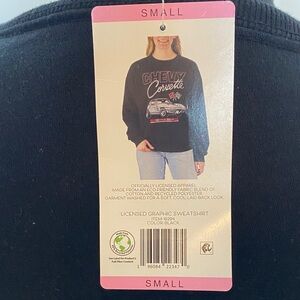 SMALL
CHEVY
Corvette
OFFICIALLY LICENSED APPAREL
MADE FROM AN ECO FRIENDLY FABRIC BLEND OF
COTTON AND RECYCLED POLYESTER
GARMENT WASHED FOR A SOFT, COOL, LAID BACK LOOK
LICENSED GRAPHIC SWEATSHIRT
COLOR: BLACK
SMALL